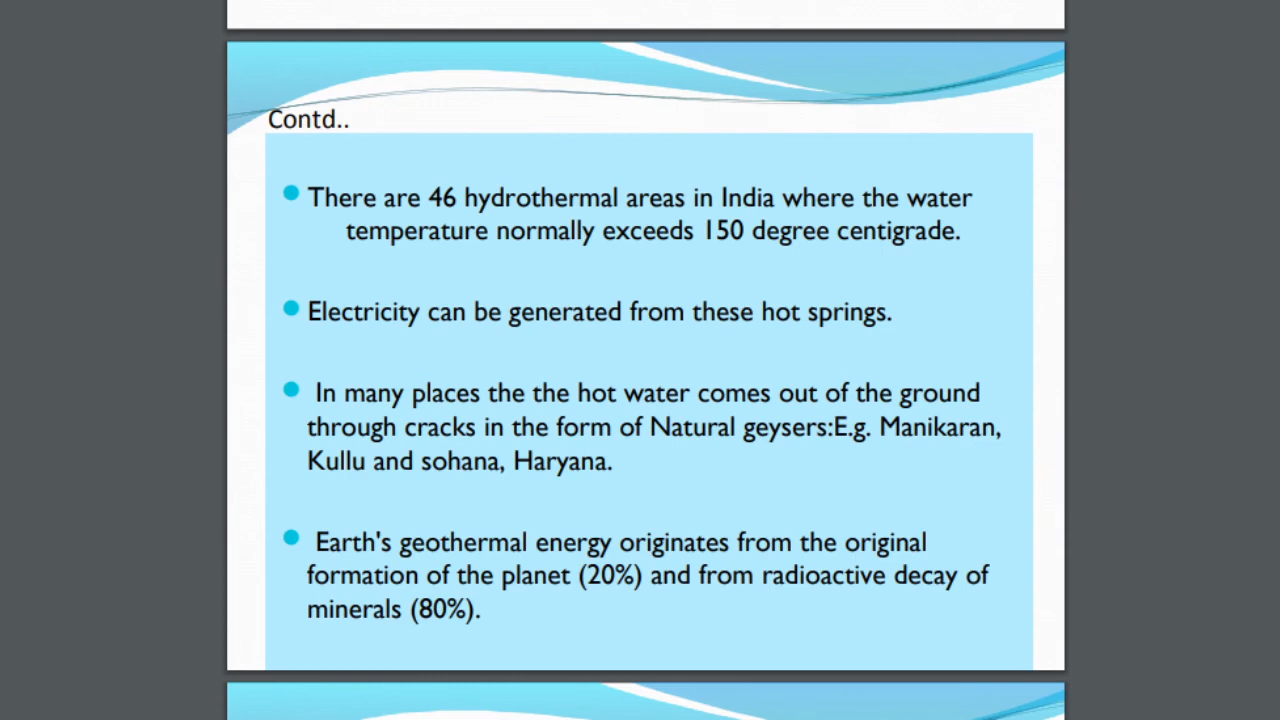 Contd..
There are 46 hydrothermal areas in India where the water
temperature normally exceeds 150 degree centigrade.
Electricity can be generated from these hot springs.
In many places the the hot water comes out of the ground
through cracks in the form of Natural geysers:E.g. Manikaran,
Kullu and sohana, Haryana.
Earth's geothermal energy originates from the original
formation of the planet (20%) and from radioactive decay of
minerals (80%).